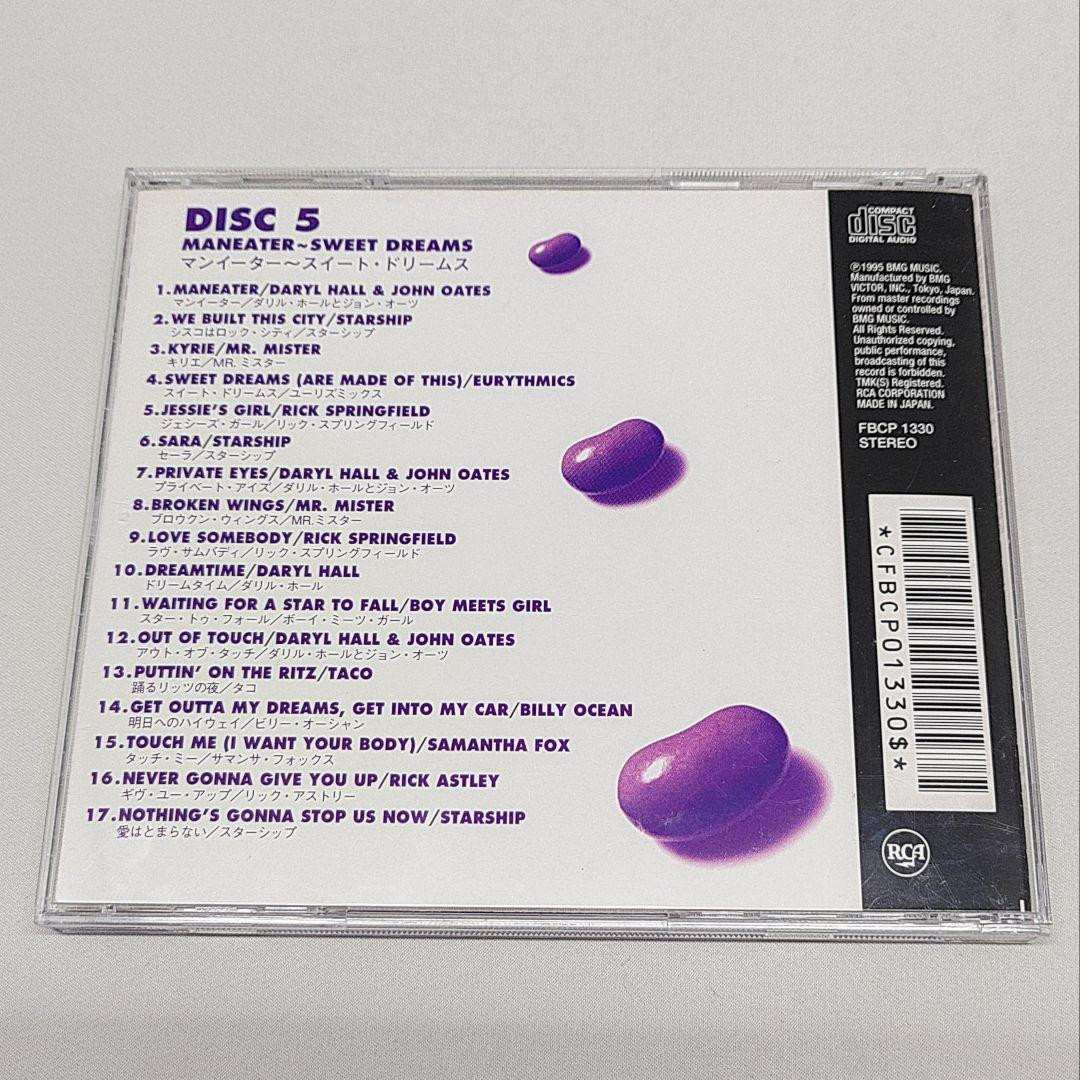 DISC 5
MANEATER~SWEET DREAMS
マンイーター〜スイート・ドリームス
1.MANEATER/DARYL HALL & JOHN OATES
マンイーター/ダリル・ホールとジョン・オーツ
2.WE BUILT THIS CITY/STARSHIP
シスコはロック・シティ/スターシップ
3.KYRIE/MR. MISTER
キリエ/MR. ミスター
4.SWEET DREAMS (ARE MADE OF THIS)/EURYTHMICS
スイート・ドリームス/ユーリズミックス
5.JESSIE'S GIRL/RICK SPRINGFIELD
ジェシーズ・ガール/リック・スプリングフィールド
6.SARA/STARSHIP
セーラ/スターシップ
7.PRIVATE EYES/DARYL HALL & JOHN OATES
プライベート・アイズ/ダリル・ホールとジョン・オーツ
8.BROKEN WINGS/MR. MISTER
ブロウクン・ウィングス/MR.ミスター
9.LOVE SOMEBODY/RICK SPRINGFIELD
ラヴ・サムバディ/リック・スプリングフィールド
10.DREAMTIME/DARYL HALL
ドリームタイム/ダリル・ホール
11.WAITING FOR A STAR TO FALL/BOY MEETS GIRL
スター・トゥ・フォール/ボーイ・ミーツ・ガール
12.OUT OF TOUCH/DARYL HALL & JOHN OATES
アウト・オブ・タッチ/ダリル・ホールとジョン・オーツ
13.PUTTIN' ON THE RITZ/TACO
踊るリッツの夜/タコ
14.GET OUTTA MY DREAMS, GET INTO MY CAR/BILLY OCEAN
明日へのハイウェイ/ビリー・オーシャン
15.TOUCH ME (I WANT YOUR BODY)/SAMANTHA FOX
タッチ・ミー/サマンサ・フォックス
16.NEVER GONNA GIVE YOU UP/RICK ASTLEY
ギヴ・ユー・アップ/リック・アストリー
17.NOTHING'S GONNA STOP US NOW/STARSHIP
愛はとまらない/スターシップ
COMPACT
disc
DIGITAL AUDIO
℗1995 BMG MUSIC.
Manufactured by BMG
VICTOR, INC., Tokyo, Japan.
From master recordings
owned or controlled by
BMG MUSIC.
All Rights Reserved.
Unauthorized copying,
public performance,
broadcasting of this
record is forbidden.
TMK(S) Registered.
RCA CORPORATION
MADE IN JAPAN.
FBCP 1330
STEREO
*CFBCP01330$*
RCA